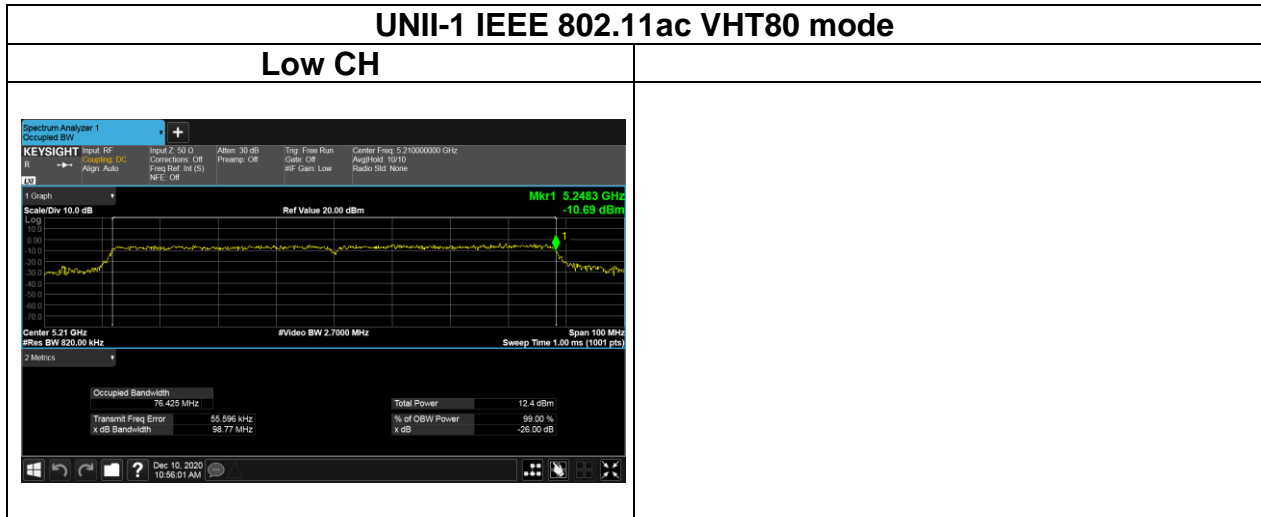 UNII-1 IEEE 802.11ac VHT80 mode
Low CH
Spectrum Analyzer 1
Occupied BW
+
KEYSIGHT Input: RF Input Z: 50 Ω Atten: 30 dB Trig: Free Run Center Freq: 5.210000000 GHz
R Coupling: DC Corrections: Off Preamp: Off Gate: Off Avg|Hold: 10/10
Align: Auto Freq Ref: Int (S) #IF Gain: Low Radio Std: None
LXI NFE: Off
1 Graph Mkr1 5.2483 GHz
Scale/Div 10.0 dB Ref Value 20.00 dBm -10.69 dBm
Log
10.0
0.00
-10.0
-20.0
-30.0
-40.0
-50.0
-60.0
-70.0
1
Center 5.21 GHz #Video BW 2.7000 MHz Span 100 MHz
#Res BW 820.00 kHz Sweep Time 1.00 ms (1001 pts)
2 Metrics
Occupied Bandwidth
76.425 MHz Total Power 12.4 dBm
Transmit Freq Error 55.596 kHz % of OBW Power 99.00 %
x dB Bandwidth 98.77 MHz x dB -26.00 dB
? Dec 10, 2020
10:56:01 AM